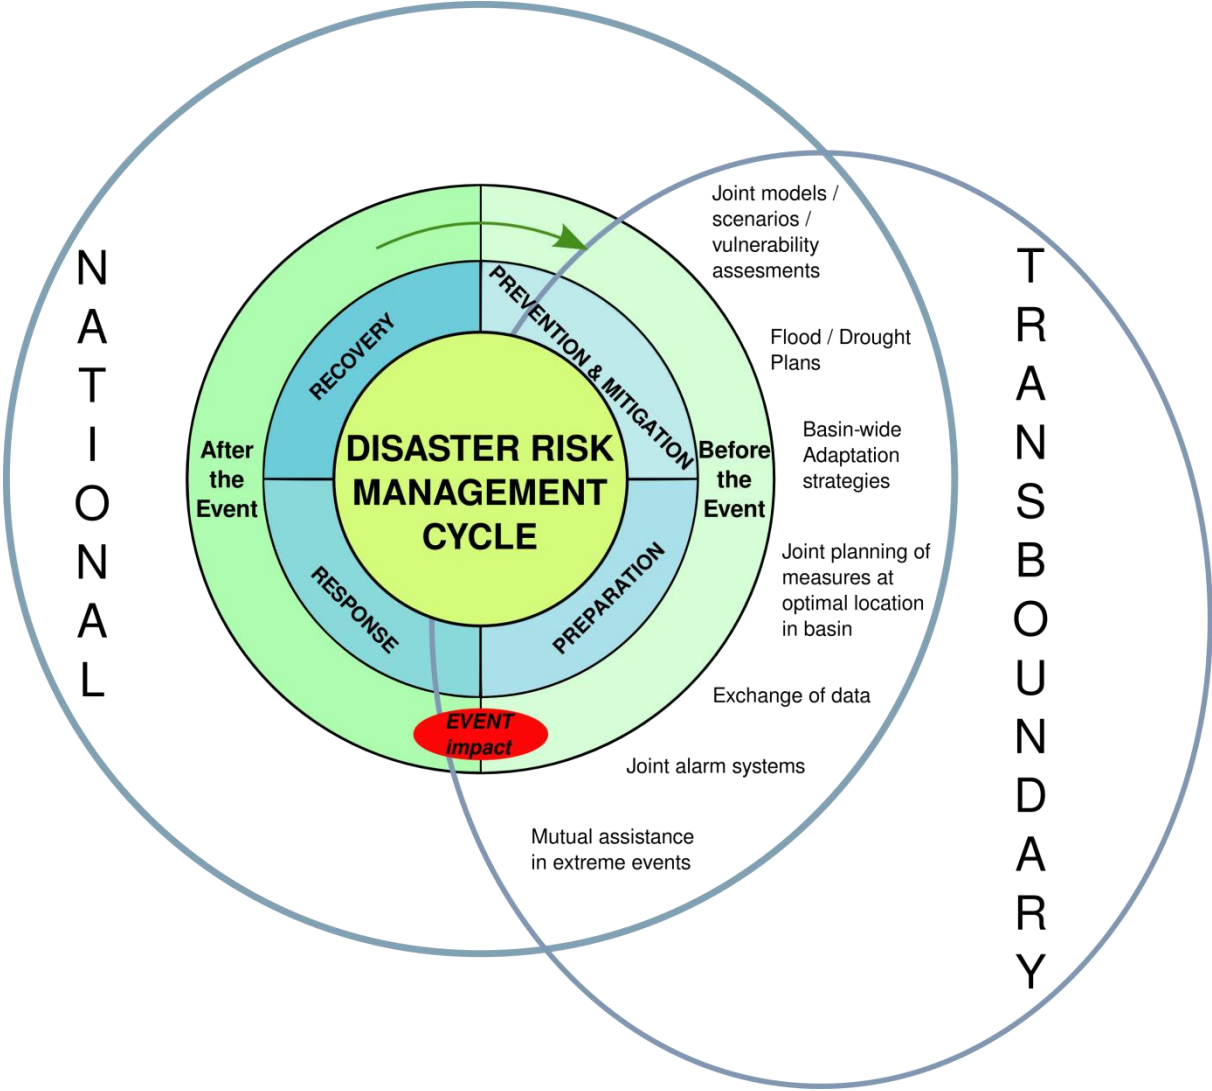 NATIONAL
TRANSBOUNDARY
DISASTER RISK
MANAGEMENT
CYCLE
PREVENTION & MITIGATION
PREPARATION
RESPONSE
RECOVERY
Before
the
Event
After
the
Event
EVENT
impact
Joint models /
scenarios /
vulnerability
assesments
Flood / Drought
Plans
Basin-wide
Adaptation
strategies
Joint planning of
measures at
optimal location
in basin
Exchange of data
Joint alarm systems
Mutual assistance
in extreme events